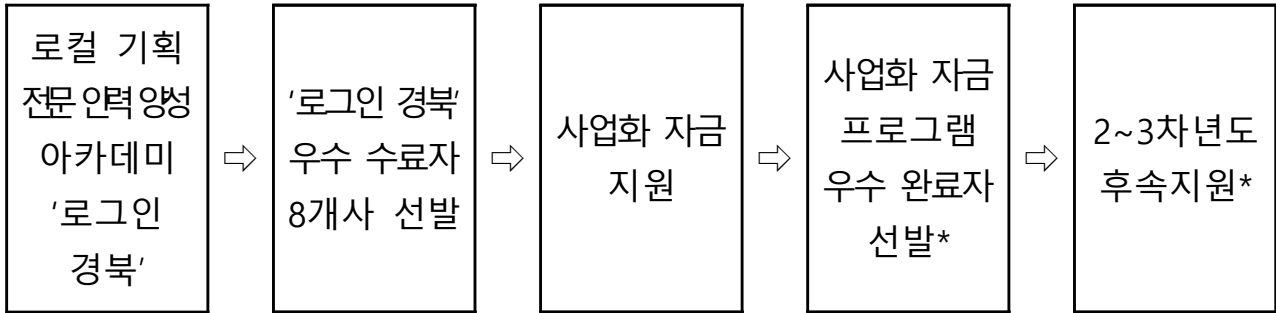 로컬 기획
전문 인력 양성
아카데미
'로그인
경북'
⇨
'로그인 경북'
우수 수료자
8개사 선발
⇨
사업화 자금
지원
⇨
사업화 자금
프로그램
우수 완료자
선발*
⇨
2~3차년도
후속지원*